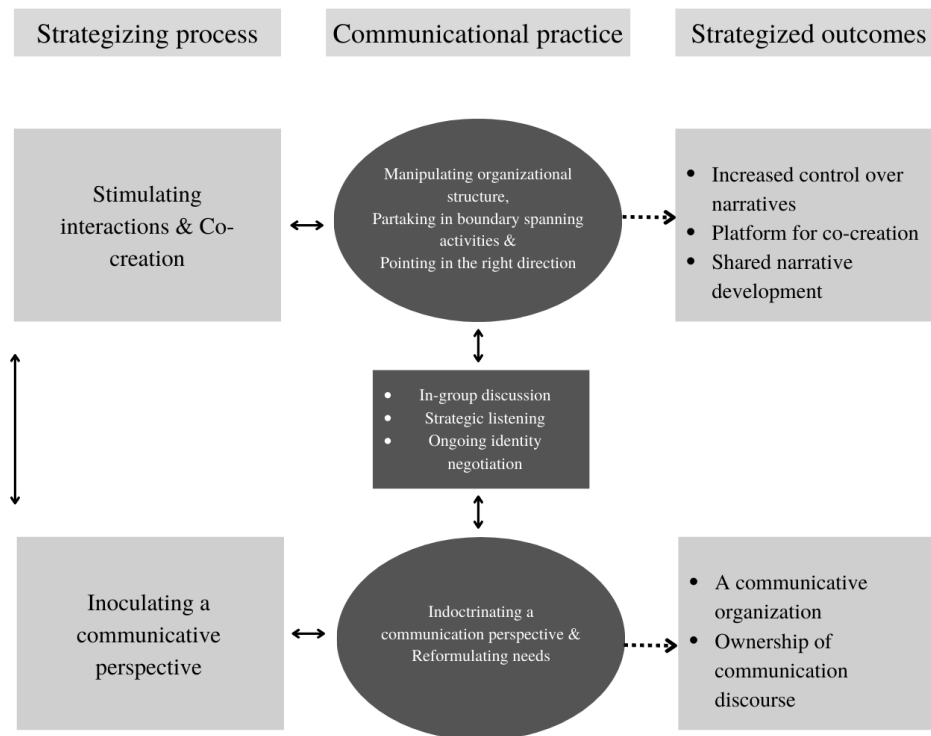 Strategizing process
Communicational practice
Strategized outcomes
Stimulating
interactions & Co-
creation
Manipulating organizational
structure,
Partaking in boundary spanning
activities &
Pointing in the right direction
• Increased control over
narratives
• Platform for co-creation
• Shared narrative
development
• In-group discussion
• Strategic listening
• Ongoing identity
negotiation
Inoculating a
communicative
perspective
Indoctrinating a
communication perspective &
Reformulating needs
• A communicative
organization
• Ownership of
communication
discourse